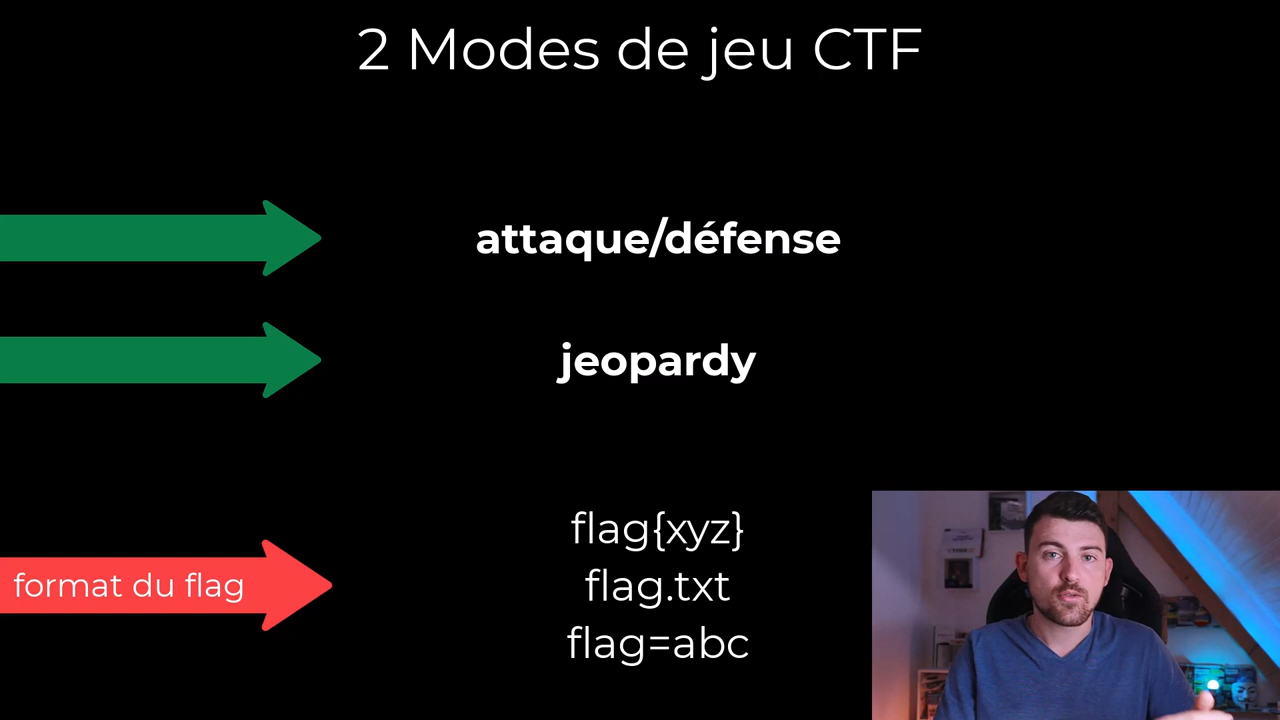 2 Modes de jeu CTF
attaque/défense
jeopardy
flag{xyz}
format du flag
flag.txt
flag=abc